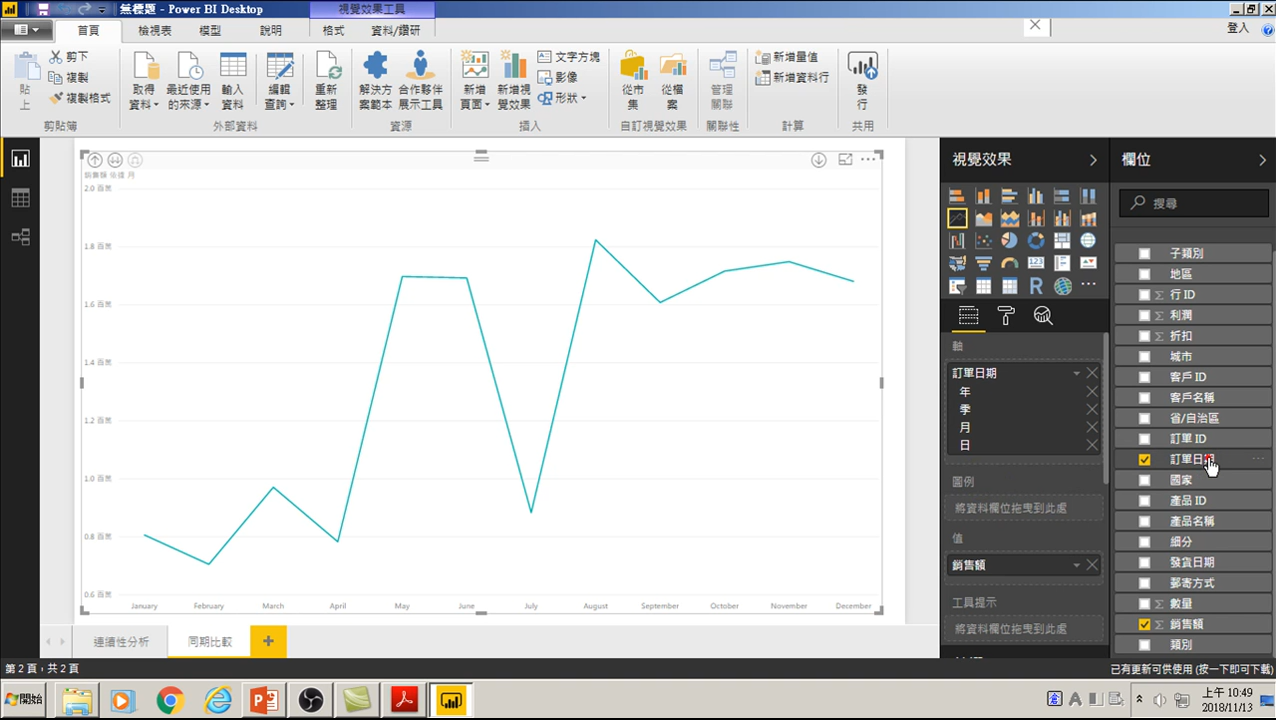 無標題 - Power BI Desktop
視覺效果工具
首頁
檢視表
模型
說明
格式
資料/鑽研
登入
貼上
剪下
複製
複製格式
剪貼簿
取得資料
最近使用的來源
輸入資料
編輯查詢
重新整理
外部資料
解決方案範本
合作夥伴展示工具
資源
新增頁面
新增視覺效果
文字方塊
影像
形狀
插入
從市集
從檔案
自訂視覺效果
管理關聯
關聯性
新增量值
新增資料行
計算
發行
共用
銷售額 依據 月
2.0 百萬
1.8 百萬
1.6 百萬
1.4 百萬
1.2 百萬
1.0 百萬
0.8 百萬
0.6 百萬
January
February
March
April
May
June
July
August
September
October
November
December
視覺效果
軸
訂單日期
年
季
月
日
圖例
將資料欄位拖曳到此處
值
銷售額
工具提示
將資料欄位拖曳到此處
欄位
搜尋
子類別
地區
行 ID
利潤
折扣
城市
客戶 ID
客戶名稱
省/自治區
訂單 ID
訂單日期
國家
產品 ID
產品名稱
細分
發貨日期
郵寄方式
數量
銷售額
類別
連續性分析
同期比較
第 2 頁，共 2 頁
已有更新可供使用 (按一下即可下載)
開始
上午 10:49
2018/11/13